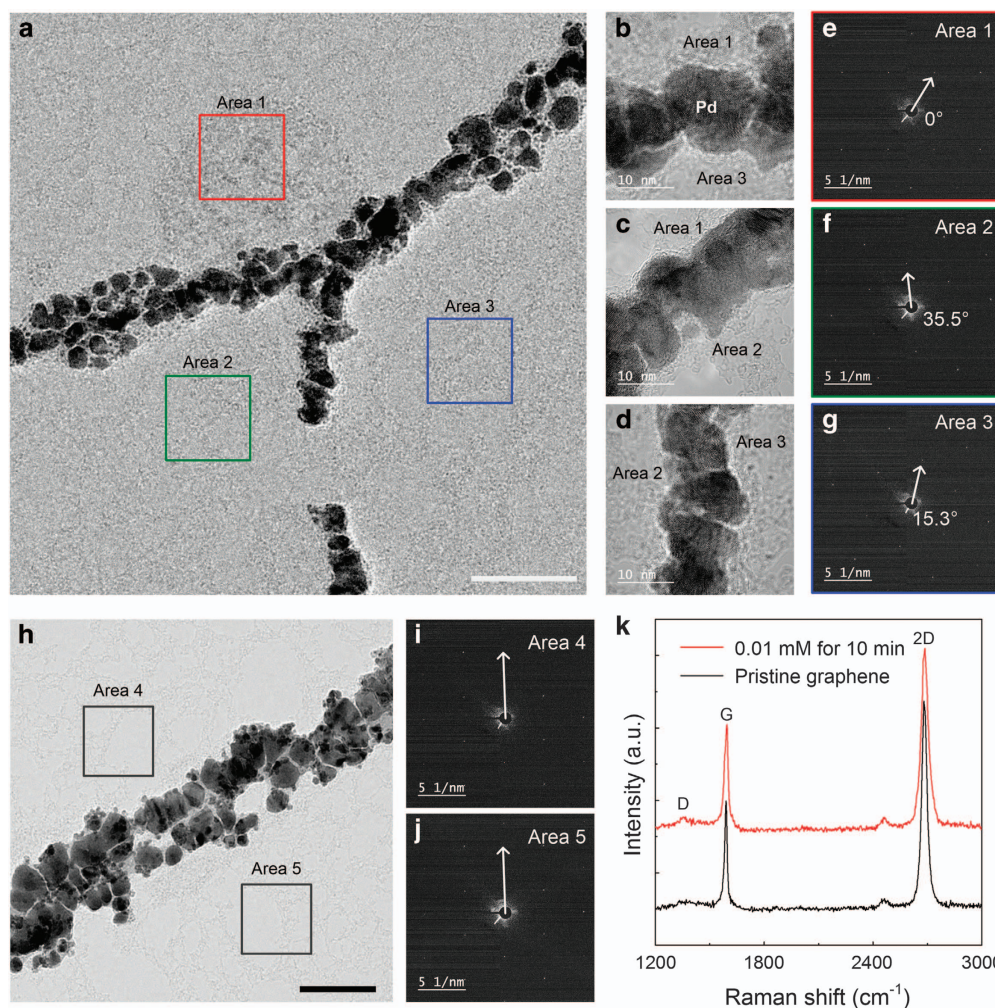 a
Area 1
Area 2
Area 3
b
Area 1
Pd
Area 3
10 nm
c
Area 1
Area 2
10 nm
d
Area 3
Area 2
10 nm
e
Area 1
0°
5 1/nm
f
Area 2
35.5°
5 1/nm
g
Area 3
15.3°
5 1/nm
h
Area 4
Area 5
i
Area 4
5 1/nm
j
Area 5
5 1/nm
k
2D
0.01 mM for 10 min
Pristine graphene
G
D
Intensity (a.u.)
1200 1800 2400 3000
Raman shift (cm⁻¹)